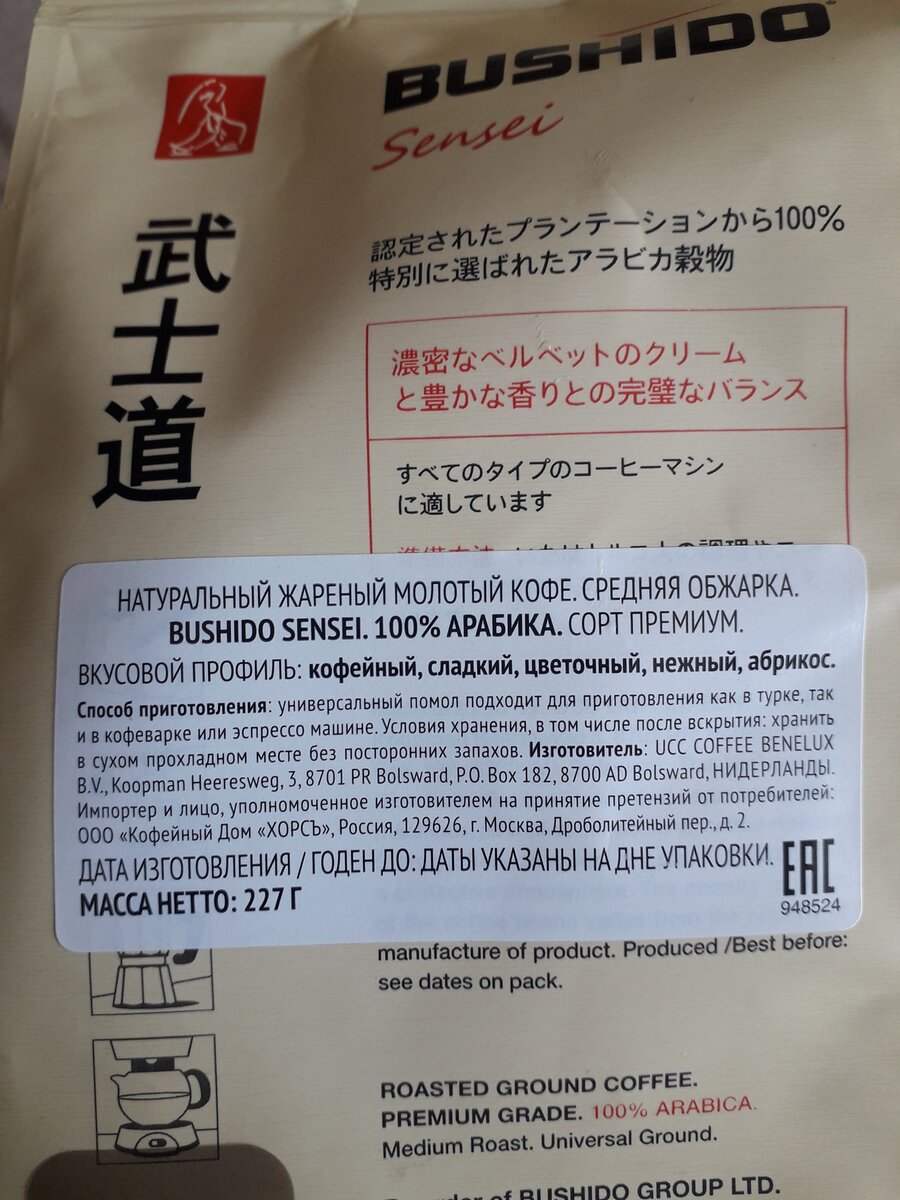 BUSHIDO
Sensei
武士道
認定されたプランテーションから100%
特別に選ばれたアラビカ穀物
濃密なベルベットのクリーム
と豊かな香りとの完璧なバランス
すべてのタイプのコーヒーマシン
に適しています
НАТУРАЛЬНЫЙ ЖАРЕНЫЙ МОЛОТЫЙ КОФЕ. СРЕДНЯЯ ОБЖАРКА.
BUSHIDO SENSEI. 100% АРАБИКА. СОРТ ПРЕМИУМ.
ВКУСОВОЙ ПРОФИЛЬ: кофейный, сладкий, цветочный, нежный, абрикос.
Способ приготовления: универсальный помол подходит для приготовления как в турке, так
и в кофеварке или эспрессо машине. Условия хранения, в том числе после вскрытия: хранить
в сухом прохладном месте без посторонних запахов. Изготовитель: UCC COFFEE BENELUX
B.V., Koopman Heeresweg, 3, 8701 PR Bolsward, P.O. Box 182, 8700 AD Bolsward, НИДЕРЛАНДЫ.
Импортер и лицо, уполномоченное изготовителем на принятие претензий от потребителей:
ООО «Кофейный Дом «ХОРСЪ», Россия, 129626, г. Москва, Дроболитейный пер., д. 2.
ДАТА ИЗГОТОВЛЕНИЯ / ГОДЕН ДО: ДАТЫ УКАЗАНЫ НА ДНЕ УПАКОВКИ.
МАССА НЕТТО: 227 Г
EAC
948524
manufacture of product. Produced /Best before:
see dates on pack.
ROASTED GROUND COFFEE.
PREMIUM GRADE. 100% ARABICA.
Medium Roast. Universal Ground.
of BUSHIDO GROUP LTD.